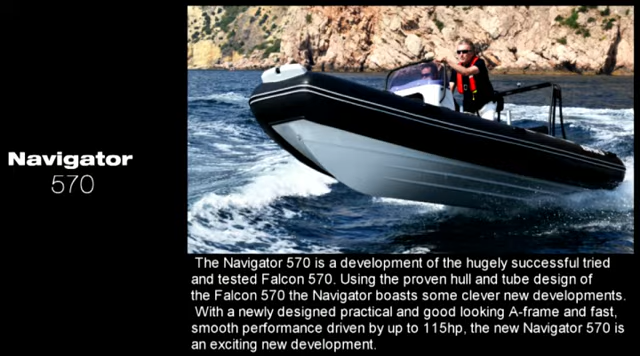 Navigator
570
The Navigator 570 is a development of the hugely successful tried
and tested Falcon 570. Using the proven hull and tube design of
the Falcon 570 the Navigator boasts some clever new developments.
With a newly designed practical and good looking A-frame and fast,
smooth performance driven by up to 115hp, the new Navigator 570 is
an exciting new development.